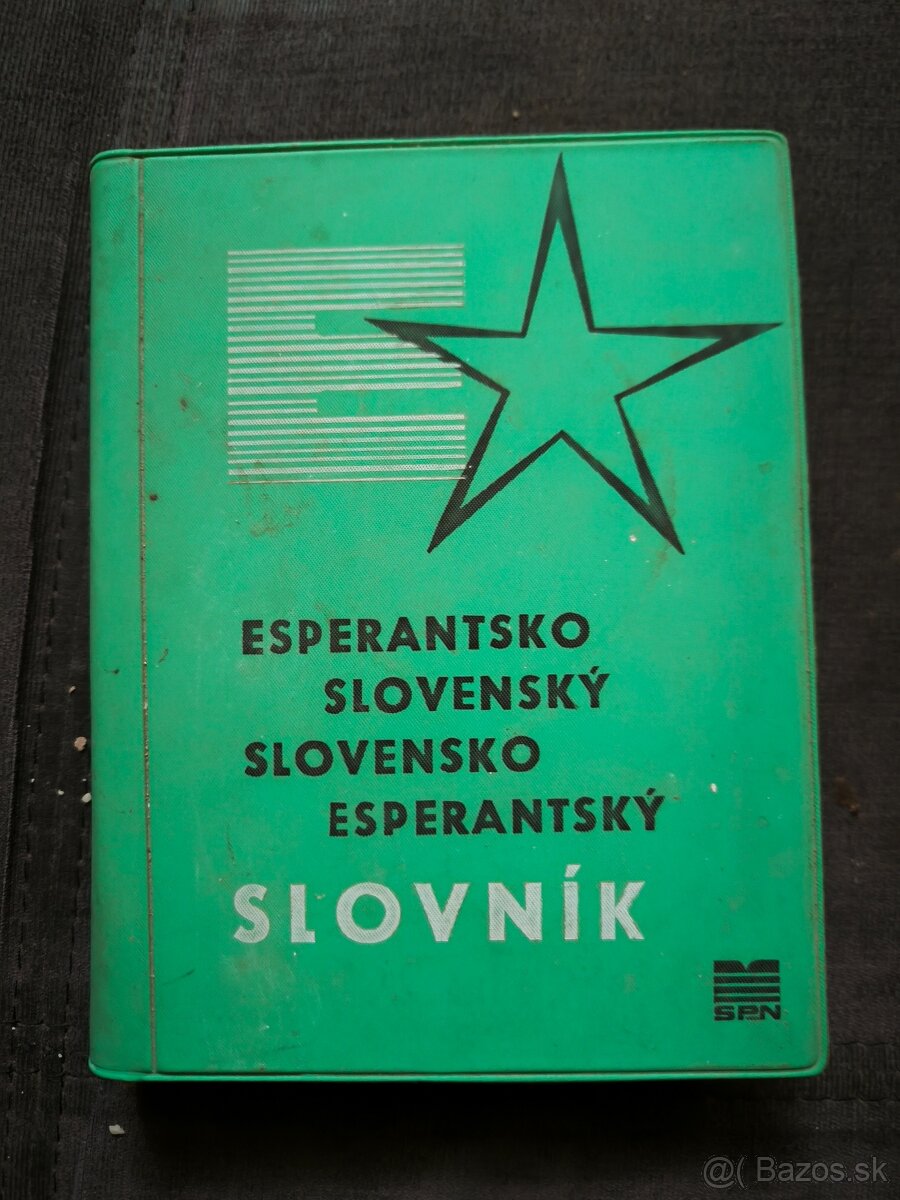 E
ESPERANTSKO
SLOVENSKÝ
SLOVENSKO
ESPERANTSKÝ
SLOVNÍK
SPN
@( Bazos.sk